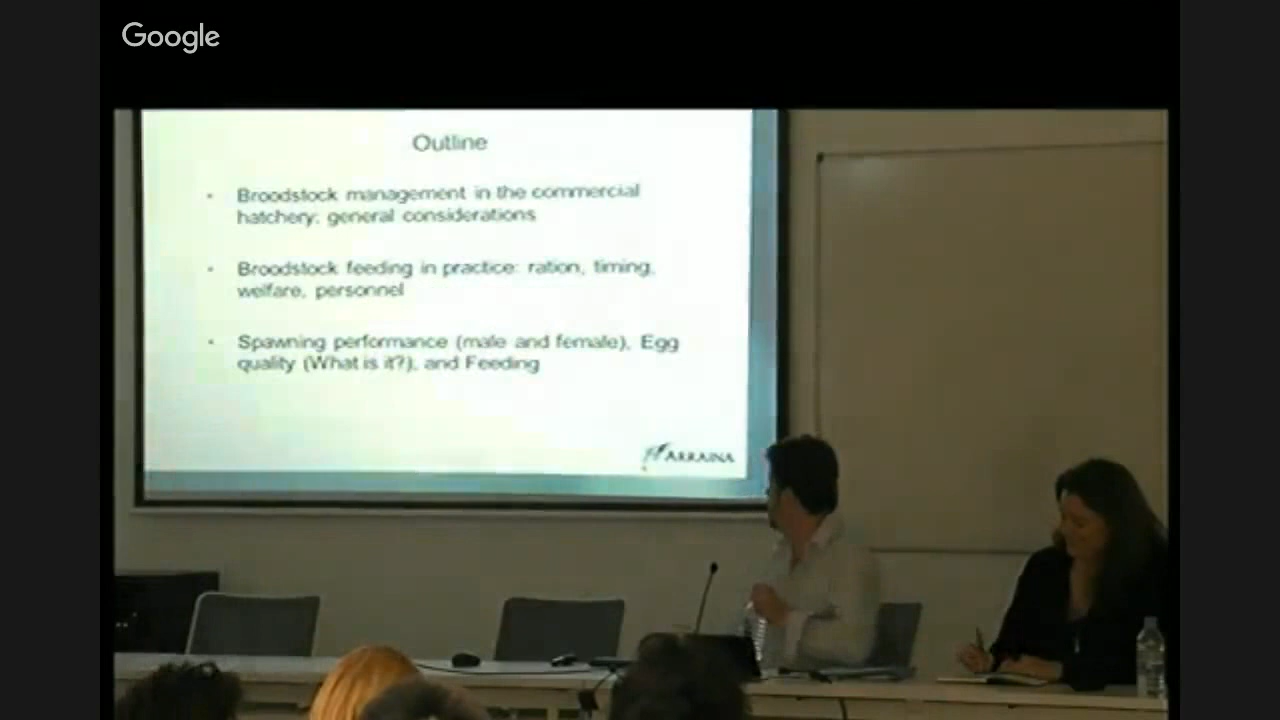 Google
Outline
• Broodstock management in the commercial
hatchery: general considerations
• Broodstock feeding in practice: ration, timing,
welfare, personnel
• Spawning performance (male and female), Egg
quality (What is it?), and Feeding
ARRAINA